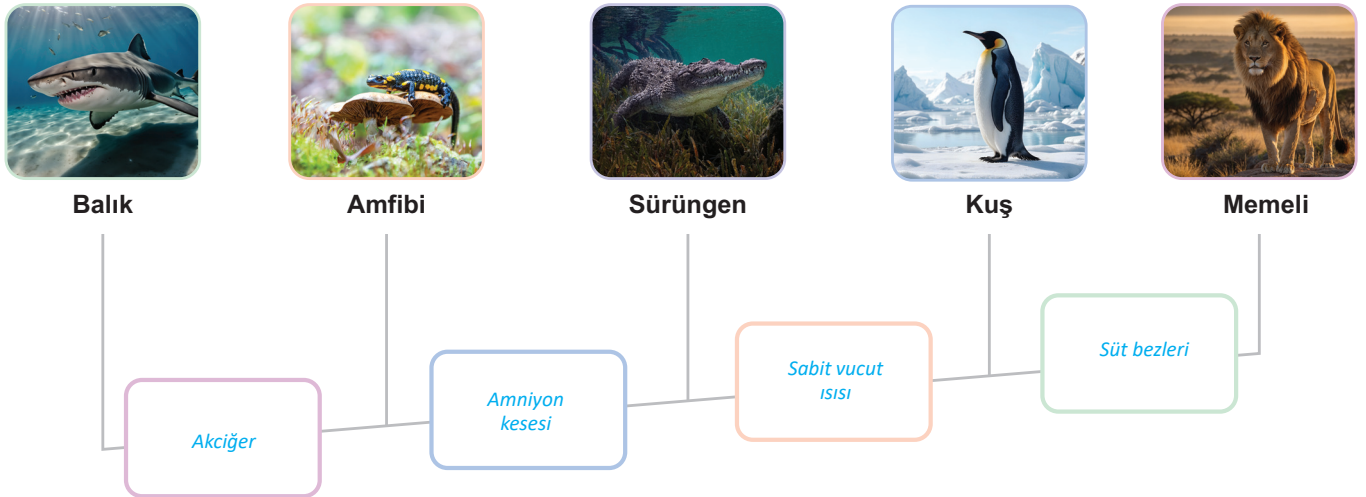 Balık
Amfibi
Sürüngen
Kuş
Memeli
Süt bezleri
Sabit vucut
ısısı
Amniyon
kesesi
Akciğer